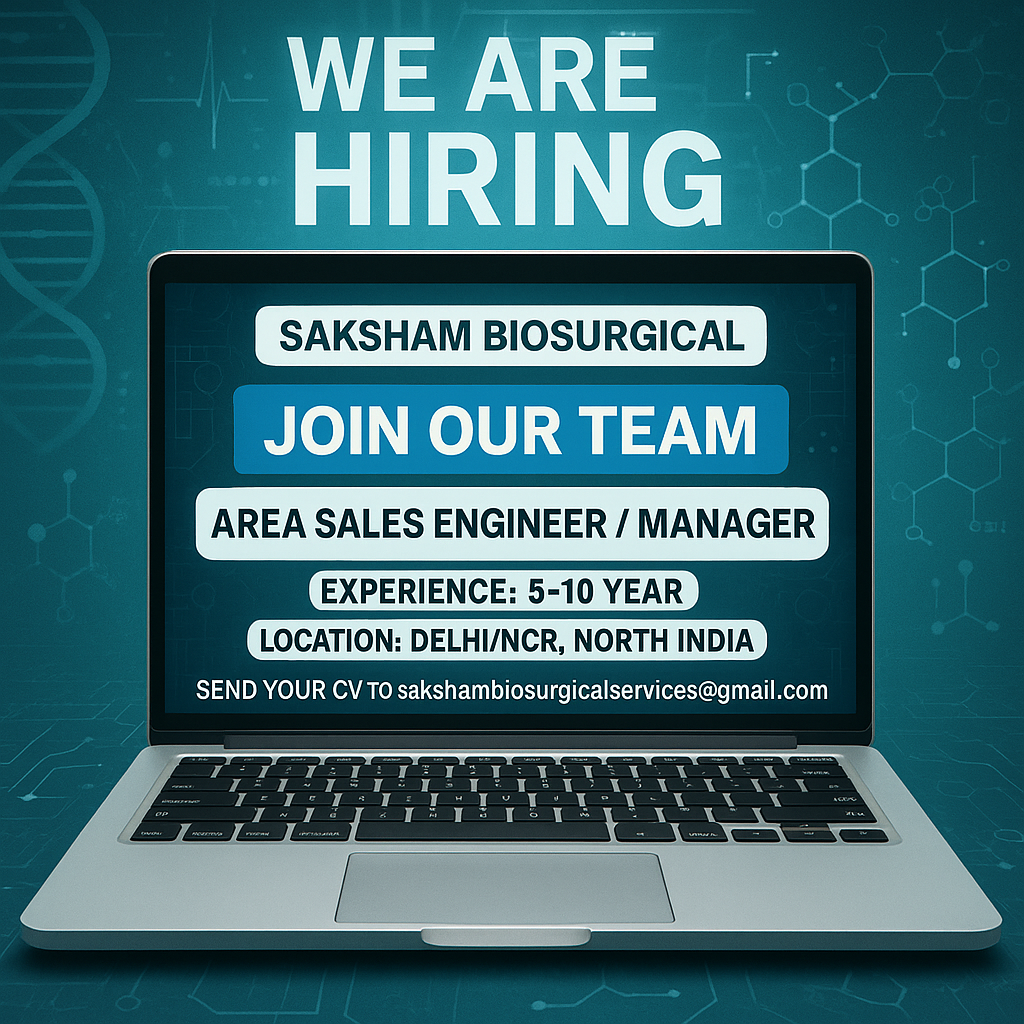 WE ARE
HIRING
SAKSHAM BIOSURGICAL
JOIN OUR TEAM
AREA SALES ENGINEER / MANAGER
EXPERIENCE: 5-10 YEAR
LOCATION: DELHI/NCR, NORTH INDIA
SEND YOUR CV TO sakshambiosurgicalservices@gmail.com